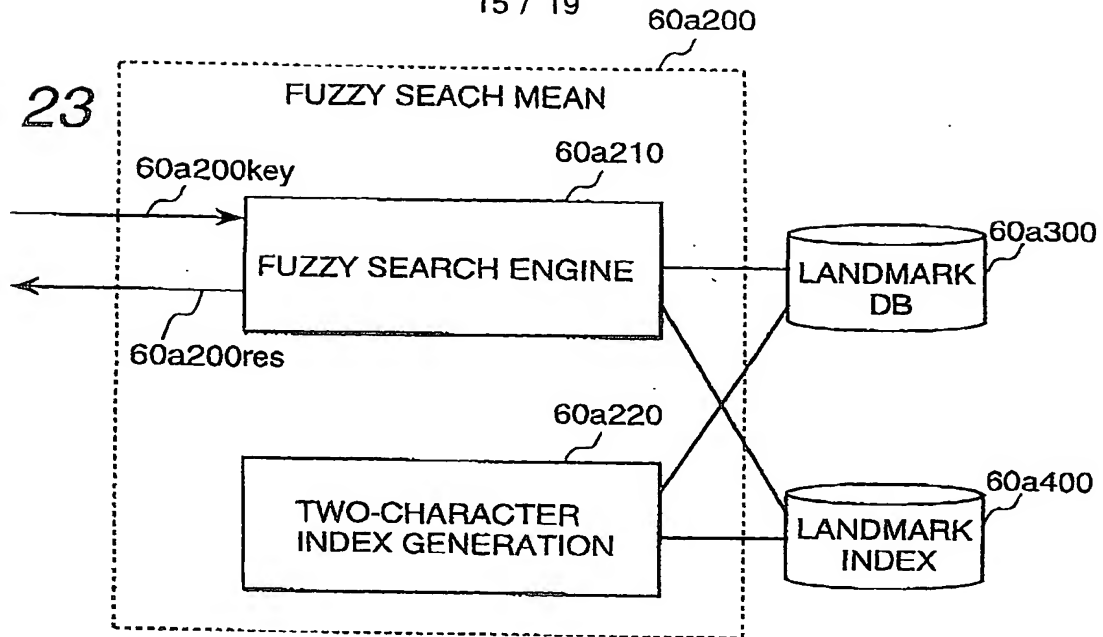 15 / 19
60a200
23
FUZZY SEACH MEAN
60a200key
60a210
FUZZY SEARCH ENGINE
60a300
LANDMARK
DB
60a200res
60a220
TWO-CHARACTER
INDEX GENERATION
60a400
LANDMARK
INDEX